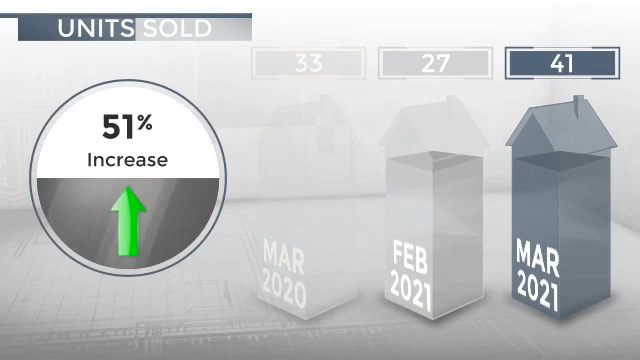 UNITS SOLD
33
27
41
51%
Increase
MAR
2020
FEB
2021
MAR
2021